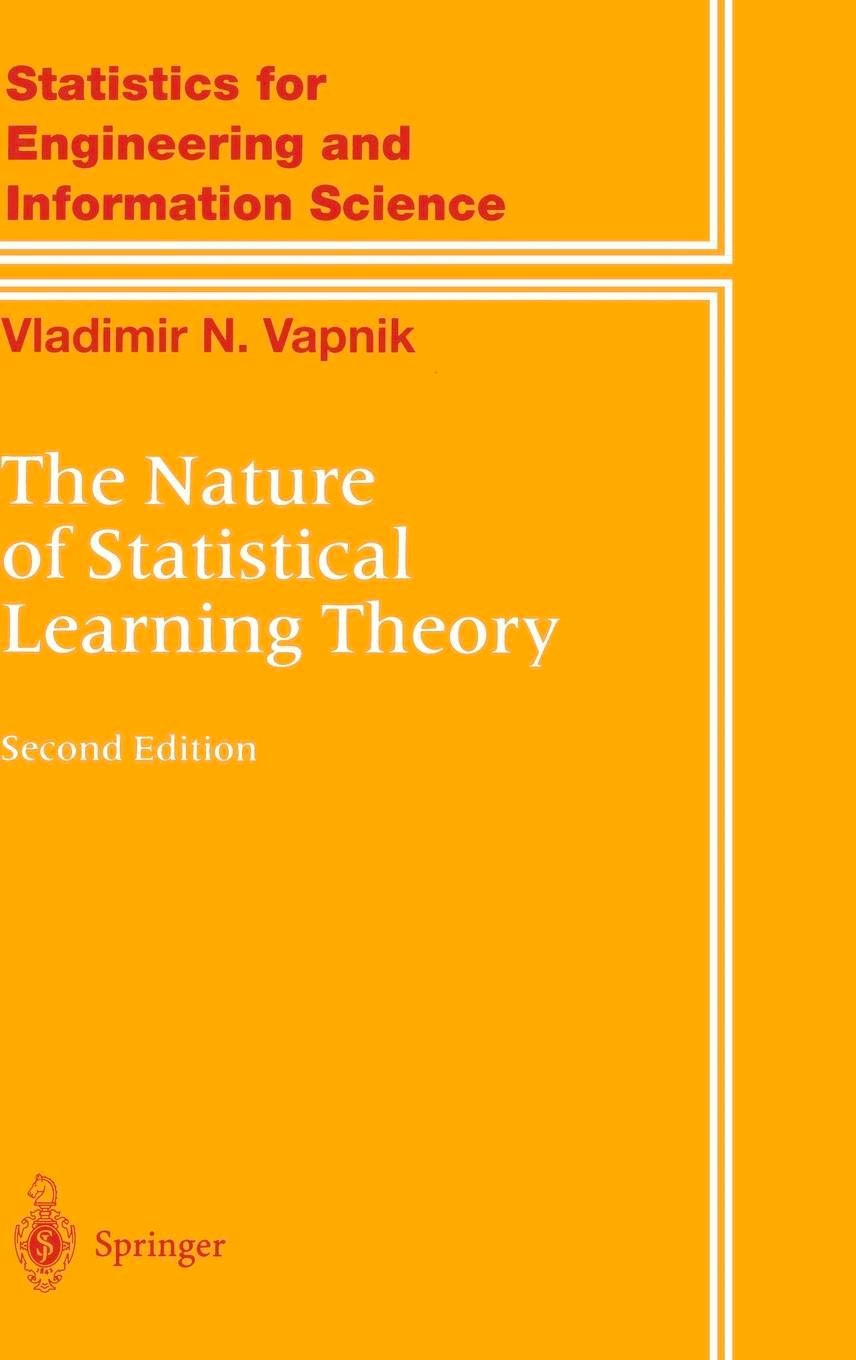 Statistics for
Engineering and
Information Science
Vladimir N. Vapnik
The Nature
of Statistical
Learning Theory
Second Edition
Springer